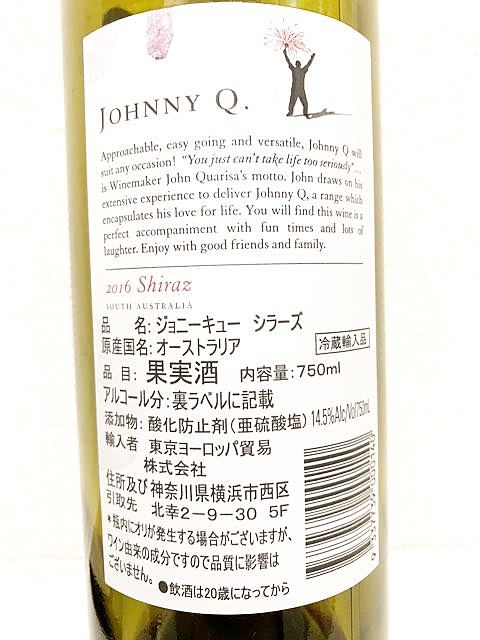 JOHNNY Q.
Approachable, easy going and versatile, Johnny Q will
suit any occasion! "You just can't take life too seriously"...
is Winemaker John Quarisa's motto. John draws on his
extensive experience to deliver Johnny Q, a range which
encapsulates his love for life. You will find this wine is a
perfect accompaniment with fun times and lots of
laughter. Enjoy with good friends and family.
2016 Shiraz
SOUTH AUSTRALIA
品 名:ジョニーキュー シラーズ
原産国名:オーストラリア
冷蔵輸入品
品 目: 果実酒 内容量:750ml
アルコール分:裏ラベルに記載
添加物: 酸化防止剤(亜硫酸塩)
14.5%Alc/Vol750mL
輸入者 東京ヨーロッパ貿易
株式会社
住所及び 神奈川県横浜市西区
引取先 北幸2-9-30 5F
*瓶内にオリが発生する場合がございますが、
ワイン由来の成分ですので品質に影響は
ございません。
●飲酒は20歳になってから